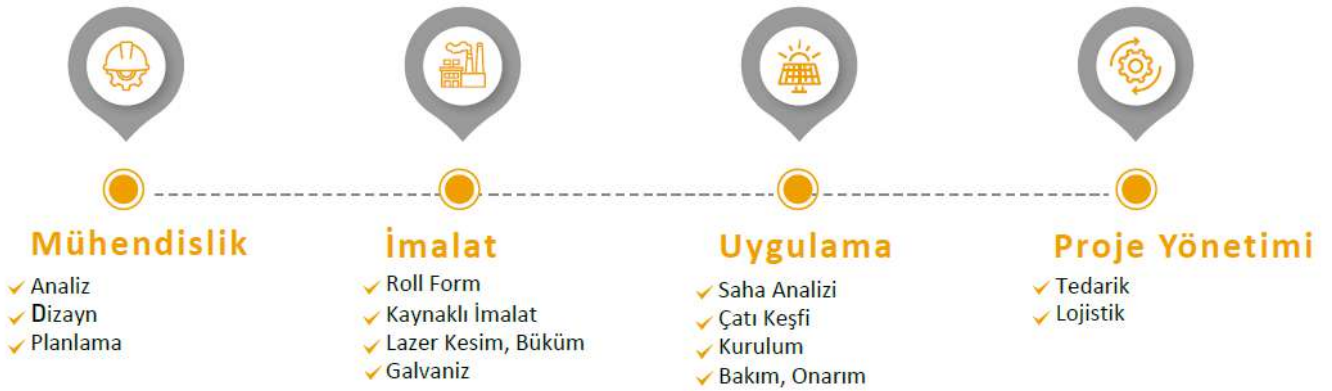 Mühendislik
Analiz
Dizayn
Planlama
İmalat
Roll Form
Kaynaklı İmalat
Lazer Kesim, Büküm
Galvaniz
Uygulama
Saha Analizi
Çatı Keşfi
Kurulum
Bakım, Onarım
Proje Yönetimi
Tedarik
Lojistik